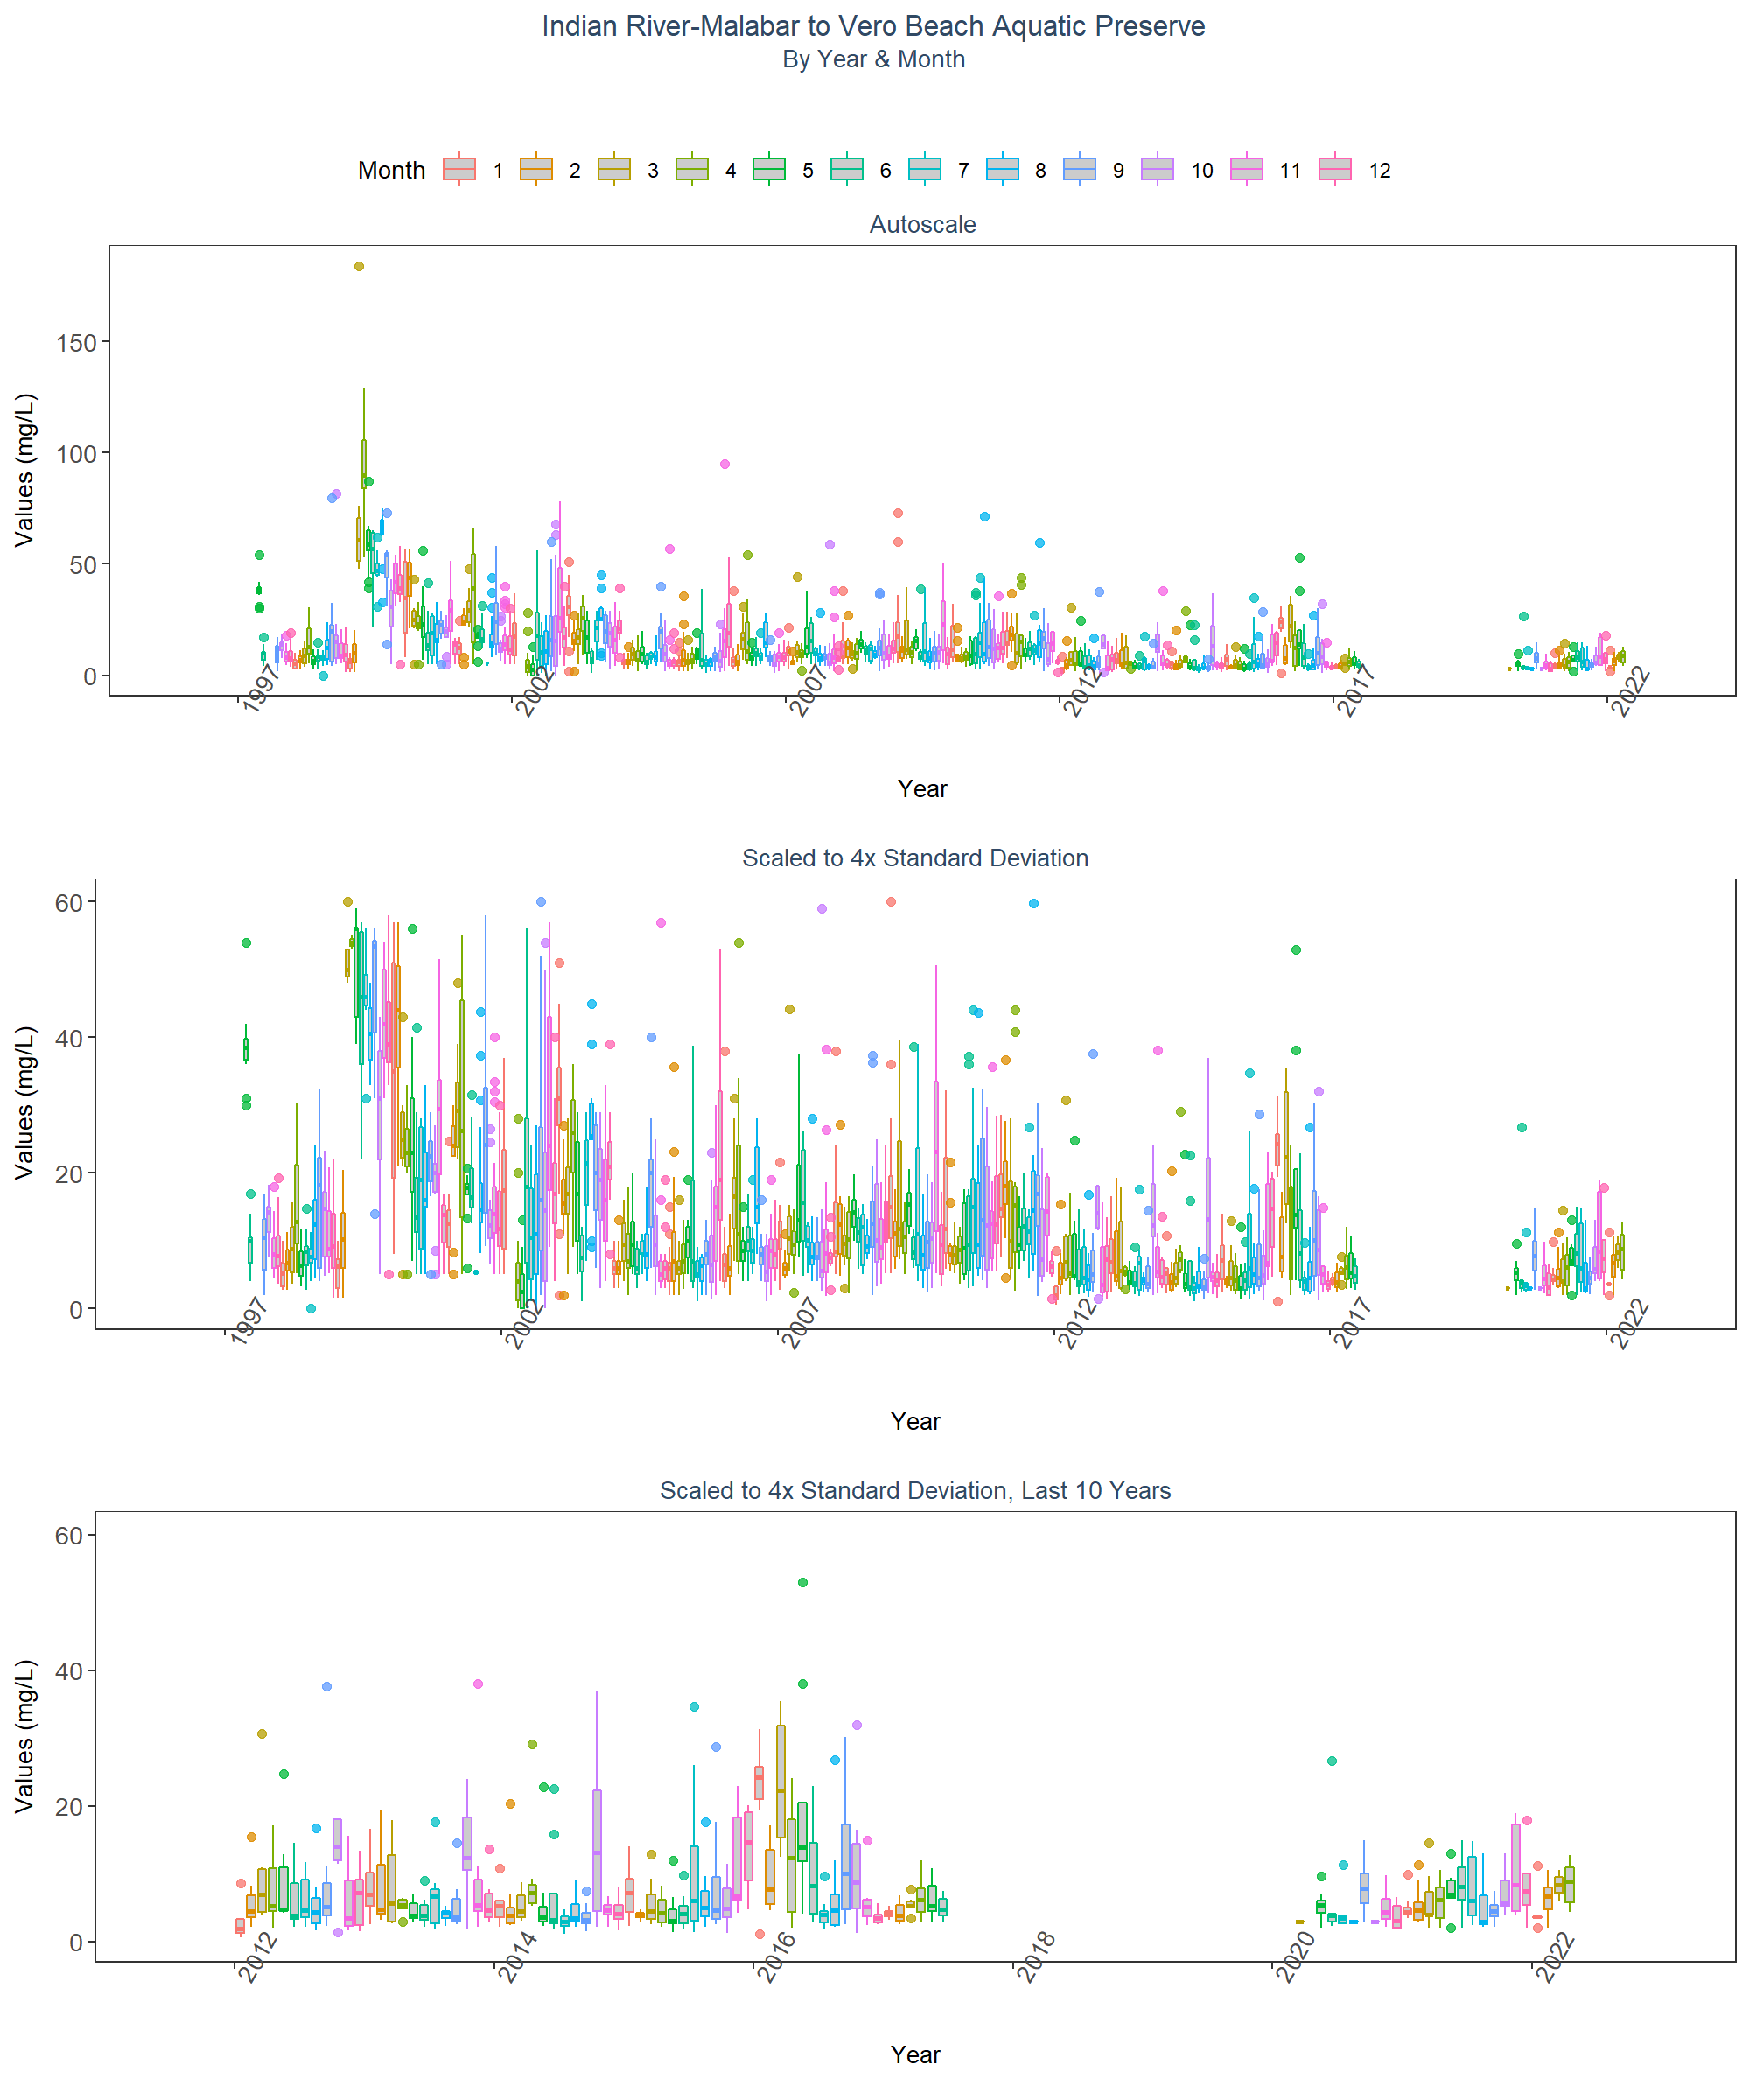 Indian River-Malabar to Vero Beach Aquatic Preserve
By Year & Month
Month 1 2 3 4 5 6 7 8 9 10 11 12
Autoscale
Values (mg/L)
150
100
50
0
1997 2002 2007 2012 2017 2022
Year
Scaled to 4x Standard Deviation
Values (mg/L)
60
40
20
0
1997 2002 2007 2012 2017 2022
Year
Scaled to 4x Standard Deviation, Last 10 Years
Values (mg/L)
60
40
20
0
2012 2014 2016 2018 2020 2022
Year